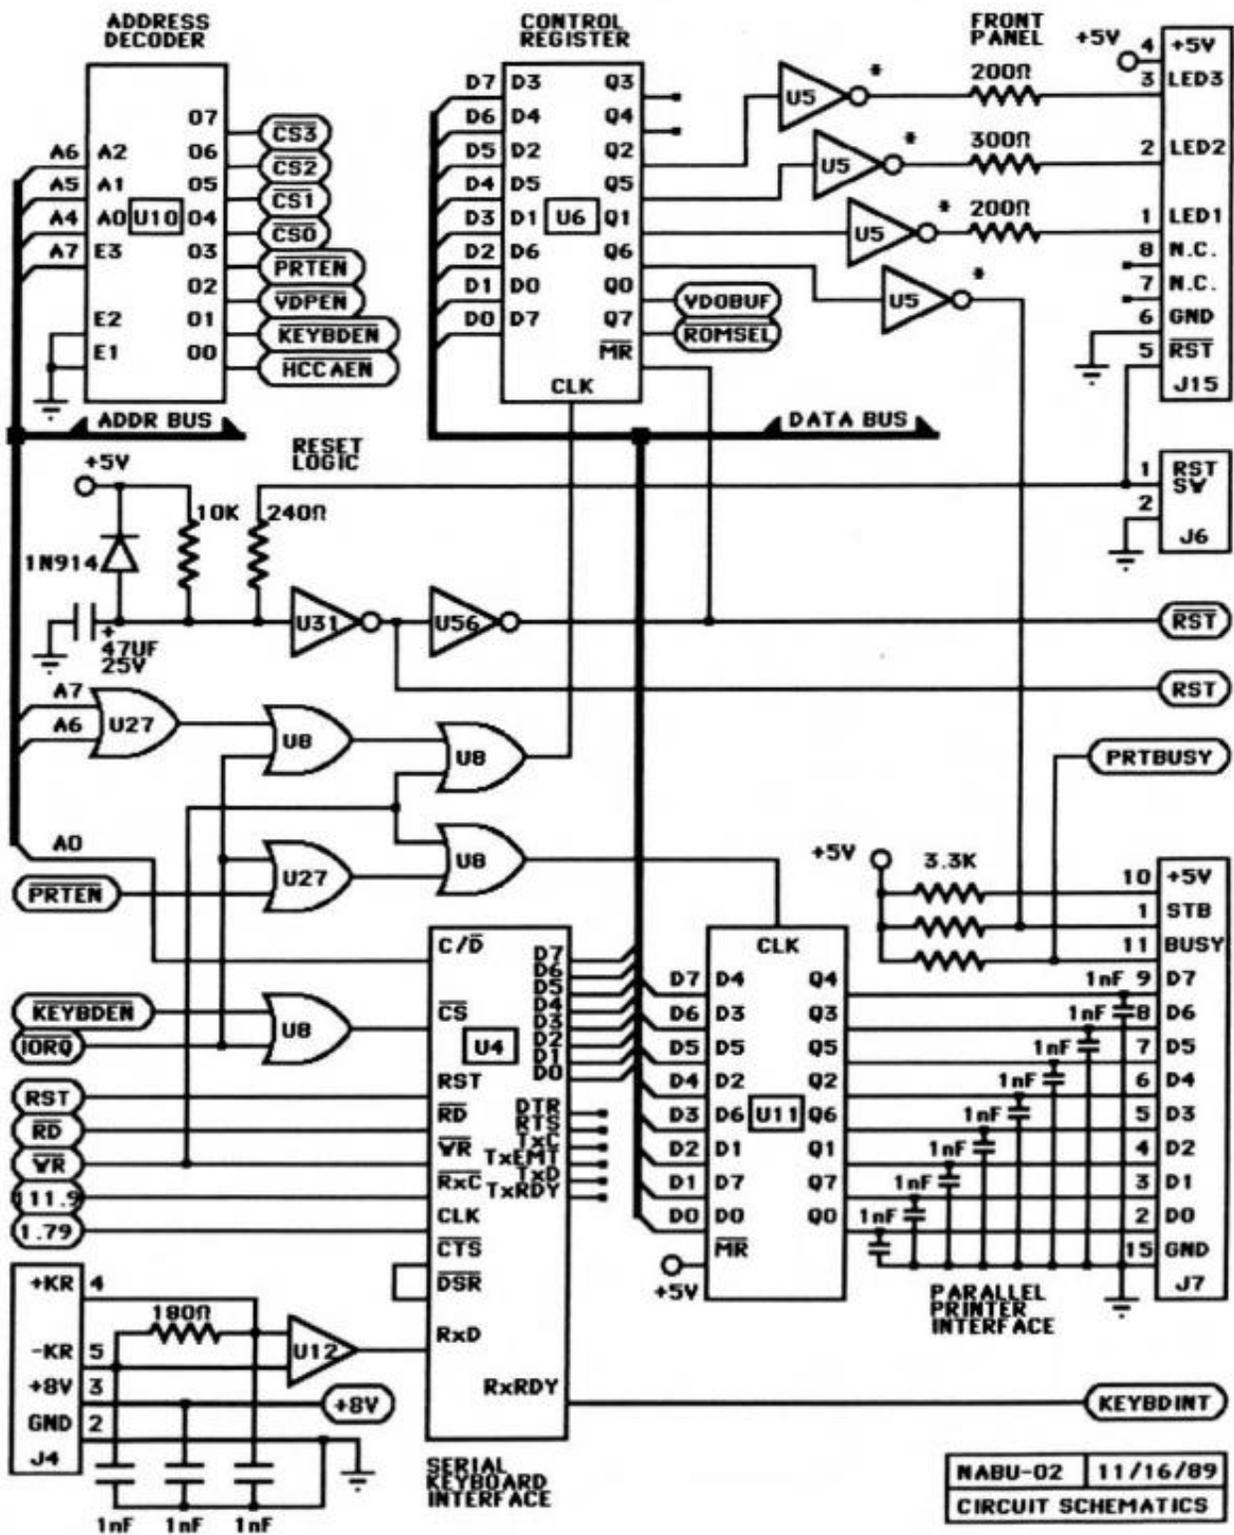 ADDRESS
DECODER
CONTROL
REGISTER
FRONT
PANEL
+5V
4 +5V
3 LED3
2 LED2
1 LED1
8 N.C.
7 N.C.
6 GND
5 RST
J15
200Ω
300Ω
200Ω
U5 *
U5 *
U5 *
U5 *
A6 A2
A5 A1
A4 A0
A7 E3
E2
E1
U10
O7 CS3
O6 CS2
O5 CS1
O4 CS0
O3 PRTEN
O2 VDPEN
O1 KEYBDEN
O0 HCCAEN
D7 D3 Q3
D6 D4 Q4
D5 D2 Q2
D4 D5 Q5
D3 D1 U6 Q1
D2 D6 Q6
D1 D0 Q0 VDOBUF
D0 D7 Q7 ROMSEL
MR
CLK
ADDR BUS
DATA BUS
RESET
LOGIC
+5V
10K
240Ω
1N914
+
47UF
25V
U31
U56
1 RST
SW
2
J6
RST
RST
A7
A6
U27
U8
U8
PRTBUSY
A0
PRTEN
U27
U8
+5V
3.3K
10 +5V
1 STB
11 BUSY
9 D7
8 D6
7 D5
6 D4
5 D3
4 D2
3 D1
2 D0
15 GND
J7
KEYBDEN
IORQ
U8
RST
RD
WR
111.9
1.79
C/D
CS
U4
RST
RD
WR
RxC
CLK
CTS
DSR
RxD
RxRDY
D7
D6
D5
D4
D3
D2
D1
D0
DTR
RTS
TxC
TxEMT
TxD
TxRDY
CLK
D7 D4 Q4
D6 D3 Q3
D5 D5 Q5
D4 D2 Q2
D3 D6 U11 Q6
D2 D1 Q1
D1 D7 Q7
D0 D0 Q0
MR
+5V
1nF
1nF
1nF
1nF
1nF
1nF
1nF
1nF
PARALLEL
PRINTER
INTERFACE
+KR 4
-KR 5
+8V 3
GND 2
J4
180Ω
U12
+8V
1nF 1nF 1nF
SERIAL
KEYBOARD
INTERFACE
KEYBDINT
NABU-02 11/16/89
CIRCUIT SCHEMATICS